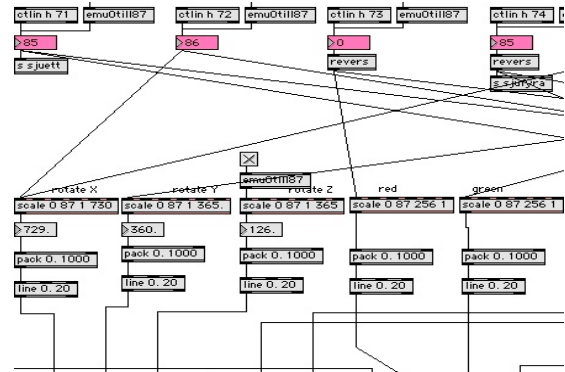 ctlin h 71
emu0till87
ctlin h 72
emu0till87
ctlin h 73
emu0till87
ctlin h 74
85
86
0
85
s sjuett
revers
revers
s sjufyra
emu0till87
rotate X
rotate Y
rotate Z
red
green
scale 0 87 1 730
scale 0 87 1 365.
scale 0 87 1 365
scale 0 87 256 1
scale 0 87 256 1
729.
360.
126.
pack 0. 1000
pack 0. 1000
pack 0. 1000
pack 0. 1000
pack 0. 1000
line 0. 20
line 0. 20
line 0. 20
line 0. 20
line 0. 20